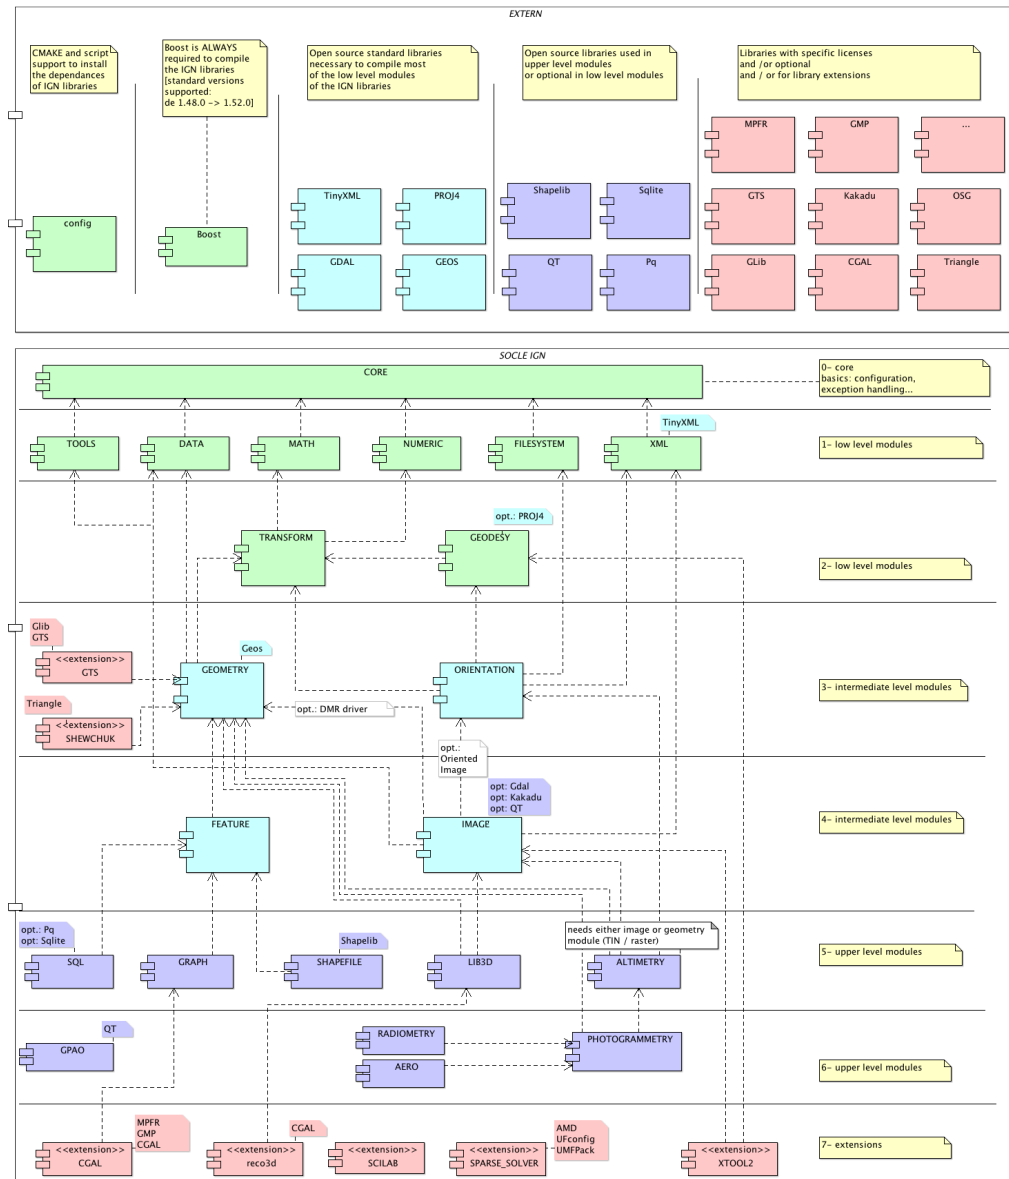 EXTERN
CMAKE and script
support to install
the dependances
of IGN libraries
Boost is ALWAYS
required to compile
the IGN libraries
[standard versions
supported:
de 1.48.0 -> 1.52.0]
Open source standard libraries
necessary to compile most
of the low level modules
of the IGN libraries
Open source libraries used in
upper level modules
or optional in low level modules
Libraries with specific licenses
and /or optional
and / or for library extensions
MPFR
GMP
...
TinyXML
PROJ4
Shapelib
Sqlite
GTS
Kakadu
OSG
config
Boost
GDAL
GEOS
QT
Pq
GLib
CGAL
Triangle
SOCLE IGN
CORE
0- core
basics: configuration,
exception handling...
TinyXML
TOOLS
DATA
MATH
NUMERIC
FILESYSTEM
XML
1- low level modules
opt.: PROJ4
TRANSFORM
GEODESY
2- low level modules
Glib
GTS
<<extension>>
GTS
Geos
GEOMETRY
ORIENTATION
3- intermediate level modules
Triangle
<<extension>>
SHEWCHUK
opt.: DMR driver
opt.:
Oriented
Image
opt: Gdal
opt: Kakadu
opt: QT
FEATURE
IMAGE
4- intermediate level modules
opt.: Pq
opt: Sqlite
Shapelib
needs either image or geometry
module (TIN / raster)
SQL
GRAPH
SHAPEFILE
LIB3D
ALTIMETRY
5- upper level modules
QT
GPAO
RADIOMETRY
AERO
PHOTOGRAMMETRY
6- upper level modules
MPFR
GMP
CGAL
<<extension>>
CGAL
CGAL
<<extension>>
reco3d
<<extension>>
SCILAB
AMD
UFconfig
UMFPack
<<extension>>
SPARSE_SOLVER
<<extension>>
XTOOL2
7- extensions